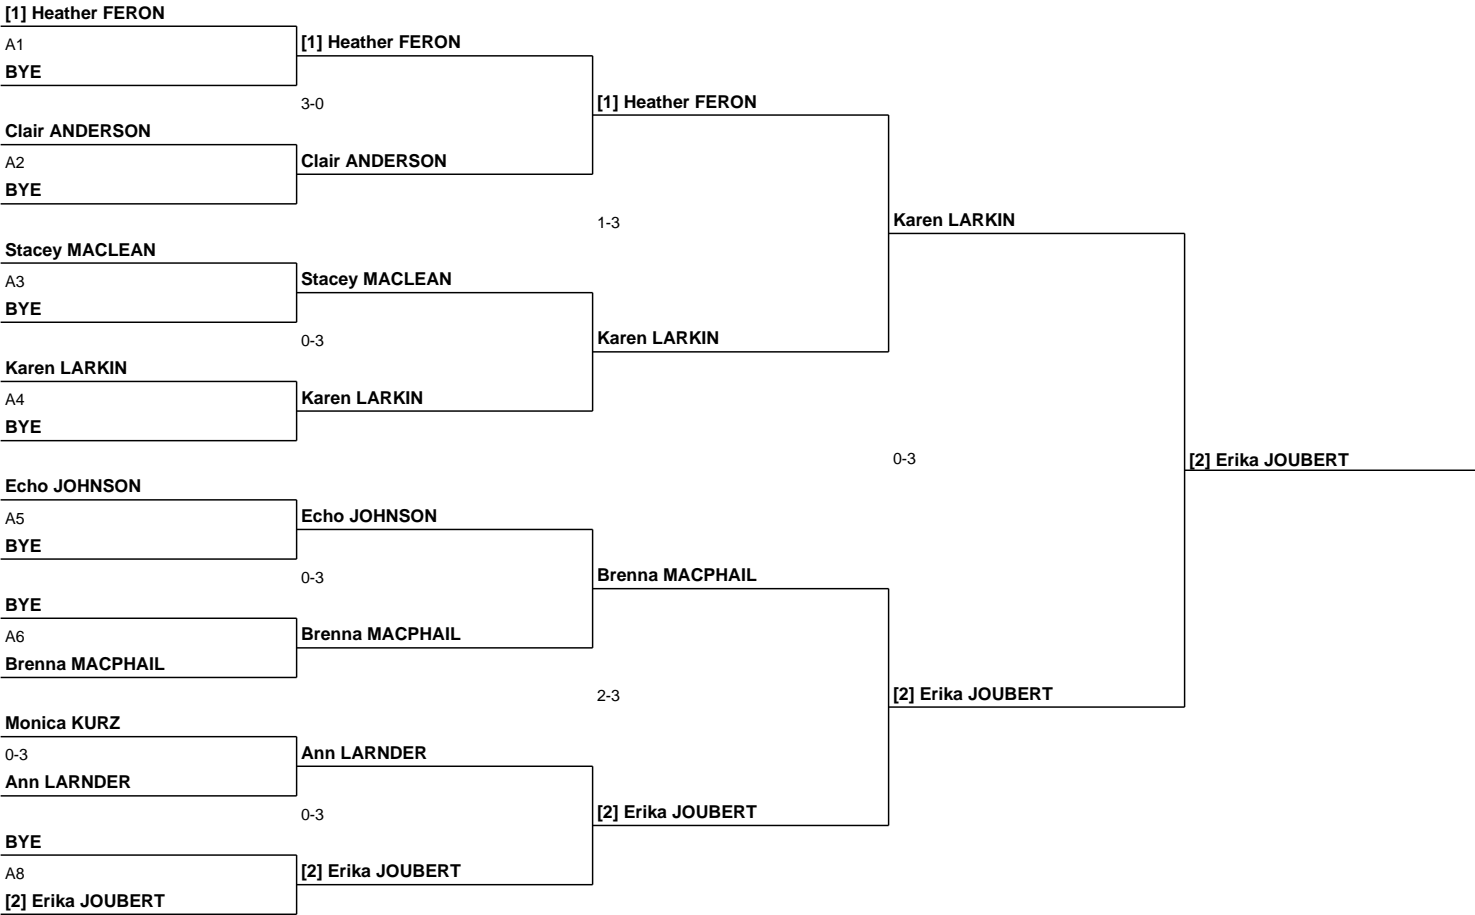 [1] Heather FERON
A1
BYE
Clair ANDERSON
A2
BYE
Stacey MACLEAN
A3
BYE
Karen LARKIN
A4
BYE
Echo JOHNSON
A5
BYE
BYE
A6
Brenna MACPHAIL
Monica KURZ
0-3
Ann LARNDER
BYE
A8
[2] Erika JOUBERT
[1] Heather FERON
3-0
Clair ANDERSON
Stacey MACLEAN
0-3
Karen LARKIN
Echo JOHNSON
0-3
Brenna MACPHAIL
Ann LARNDER
0-3
[2] Erika JOUBERT
[1] Heather FERON
1-3
Karen LARKIN
Brenna MACPHAIL
2-3
[2] Erika JOUBERT
Karen LARKIN
0-3
[2] Erika JOUBERT
[2] Erika JOUBERT